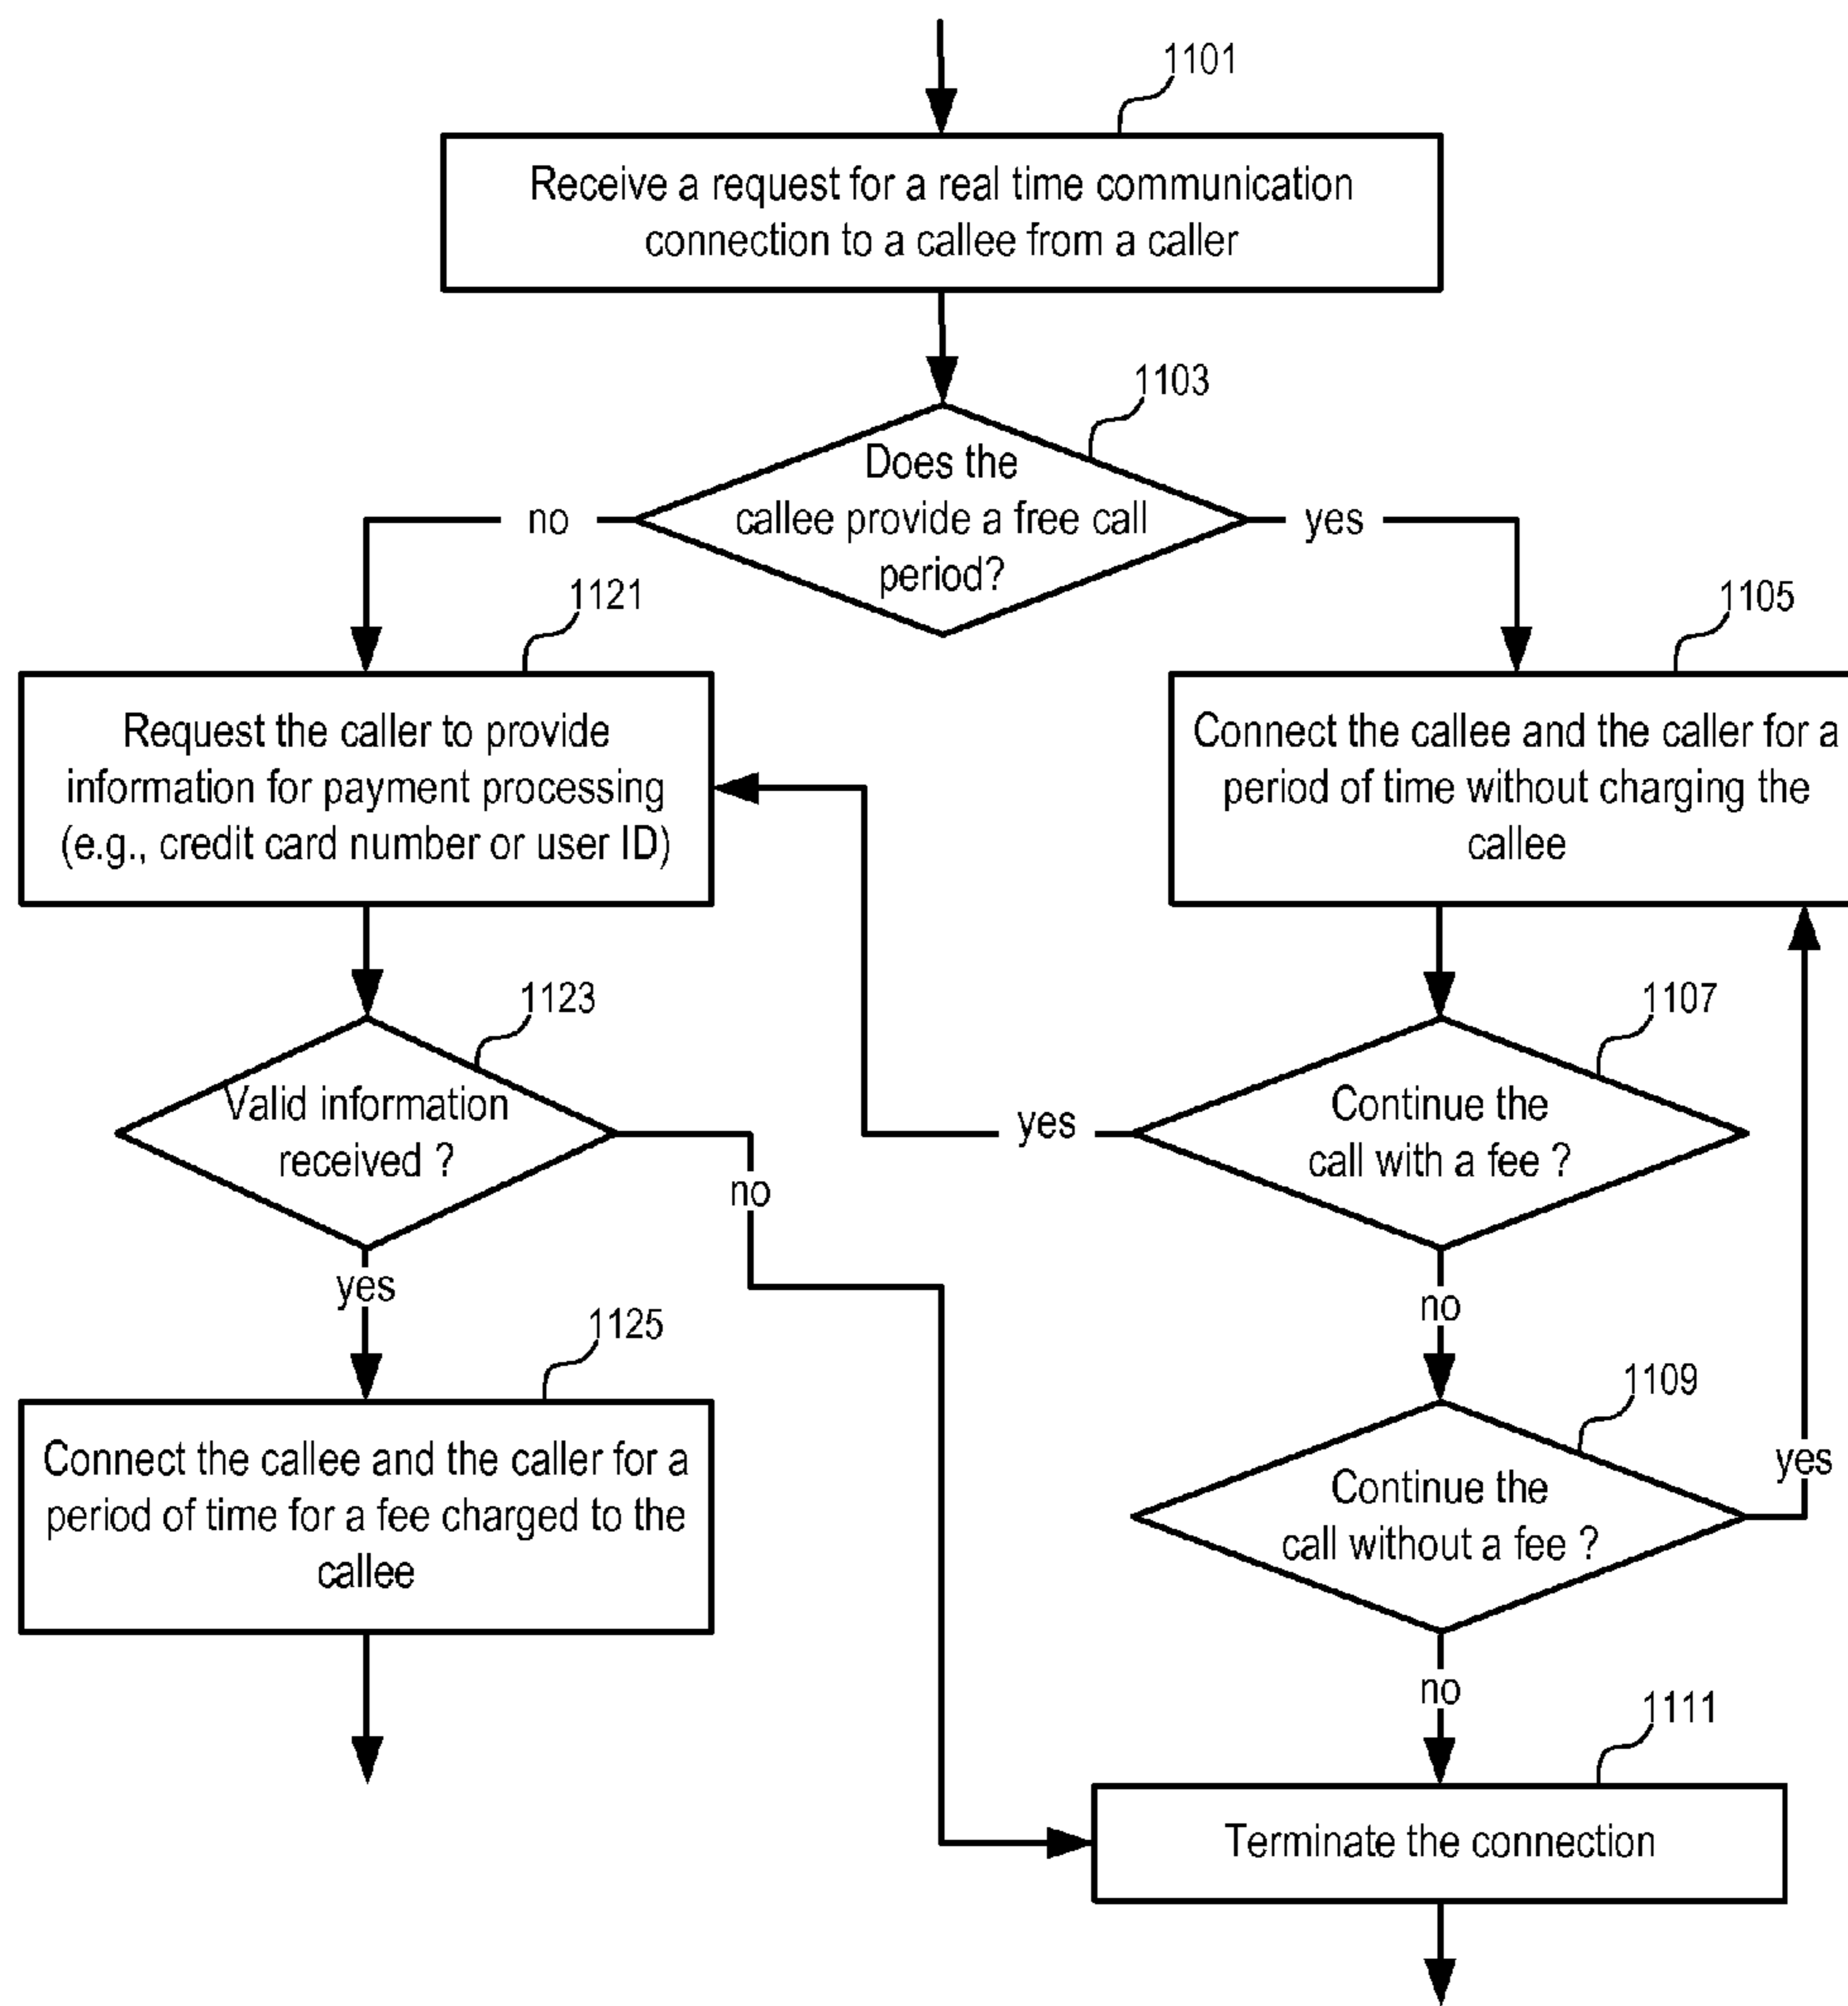 1101
Receive a request for a real time communication
connection to a callee from a caller
1103
Does the
callee provide a free call
period?
no
yes
1121
Request the caller to provide
information for payment processing
(e.g., credit card number or user ID)
1105
Connect the callee and the caller for a
period of time without charging the
callee
1123
Valid information
received ?
no
yes
1107
Continue the
call with a fee ?
yes
no
1125
Connect the callee and the caller for a
period of time for a fee charged to the
callee
1109
Continue the
call without a fee ?
yes
no
1111
Terminate the connection